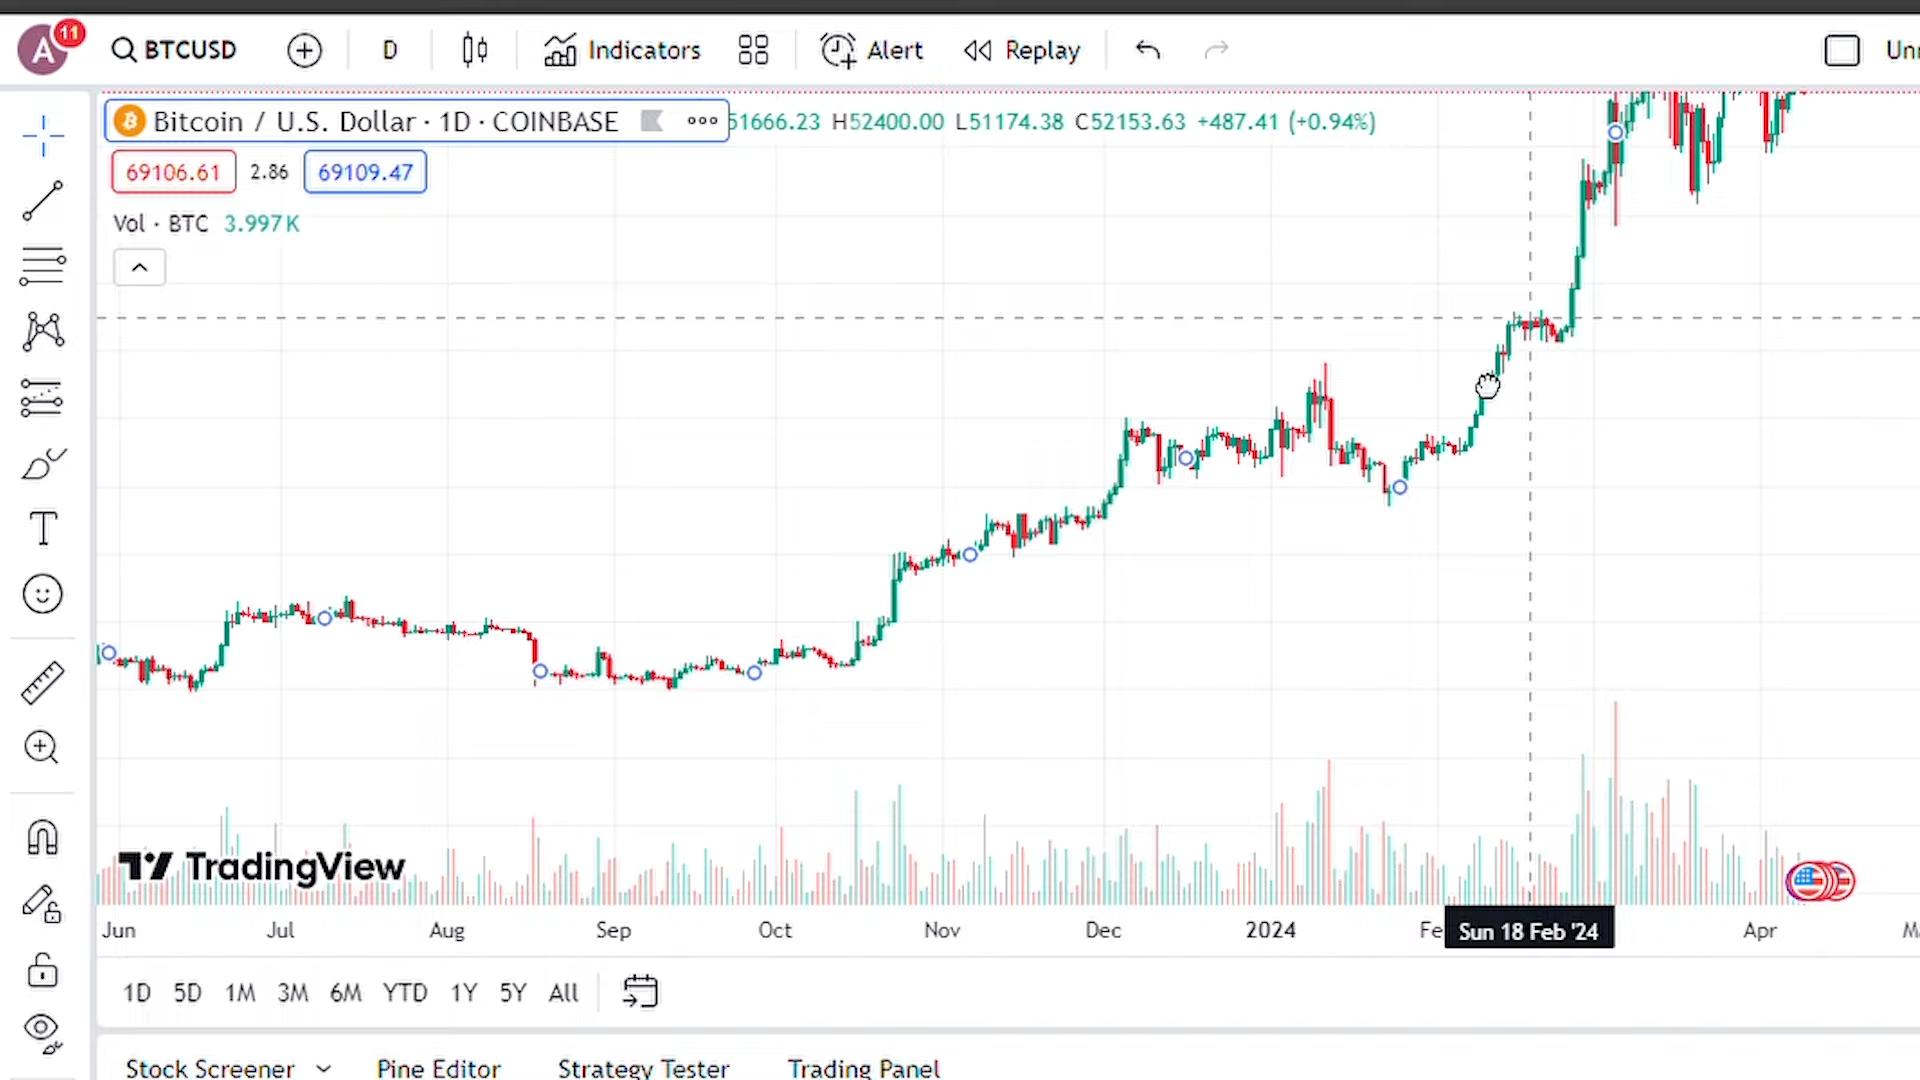 A 11 BTCUSD D Indicators Alert Replay
Bitcoin / U.S. Dollar · 1D · COINBASE 51666.23 H52400.00 L51174.38 C52153.63 +487.41 (+0.94%)
69106.61 2.86 69109.47
Vol · BTC 3.997K
TradingView
Jun Jul Aug Sep Oct Nov Dec 2024 Fe Sun 18 Feb '24 Apr
1D 5D 1M 3M 6M YTD 1Y 5Y All
Stock Screener Pine Editor Strategy Tester Trading Panel